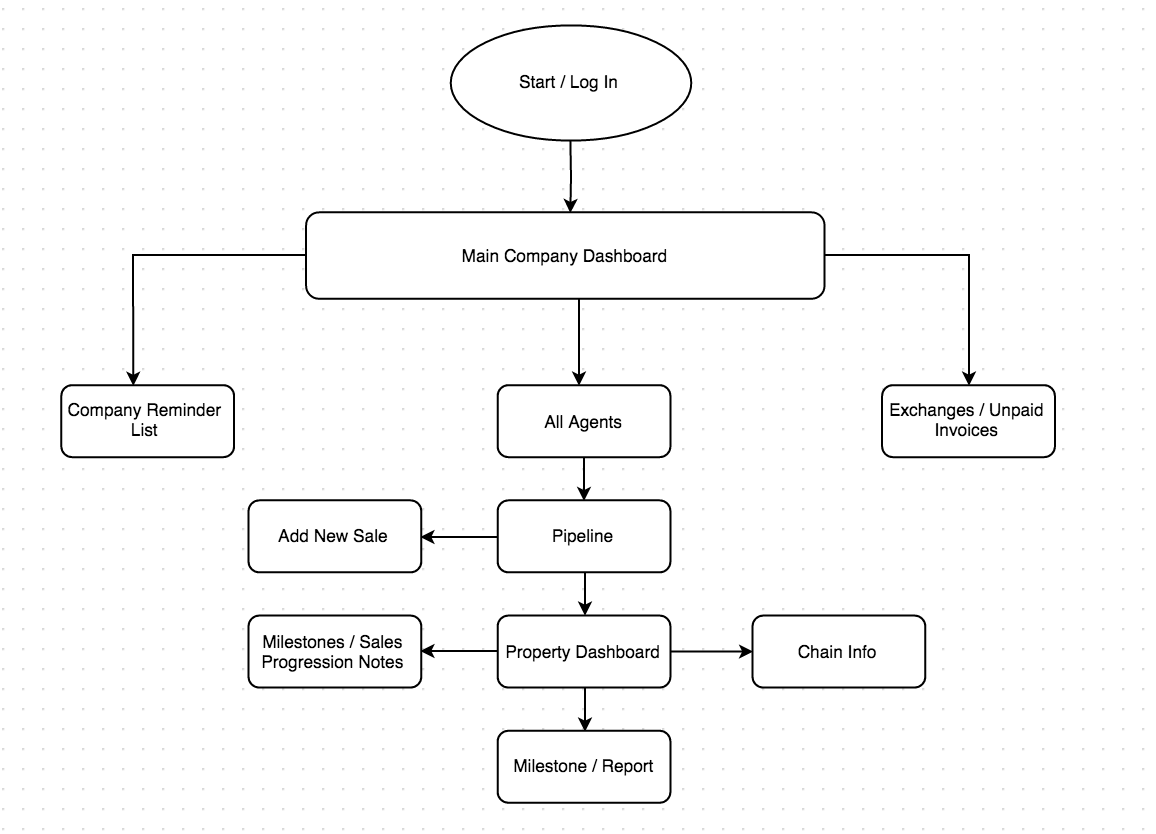 Start / Log In
Main Company Dashboard
Company Reminder
List
All Agents
Exchanges / Unpaid
Invoices
Add New Sale
Pipeline
Milestones / Sales
Progression Notes
Property Dashboard
Chain Info
Milestone / Report